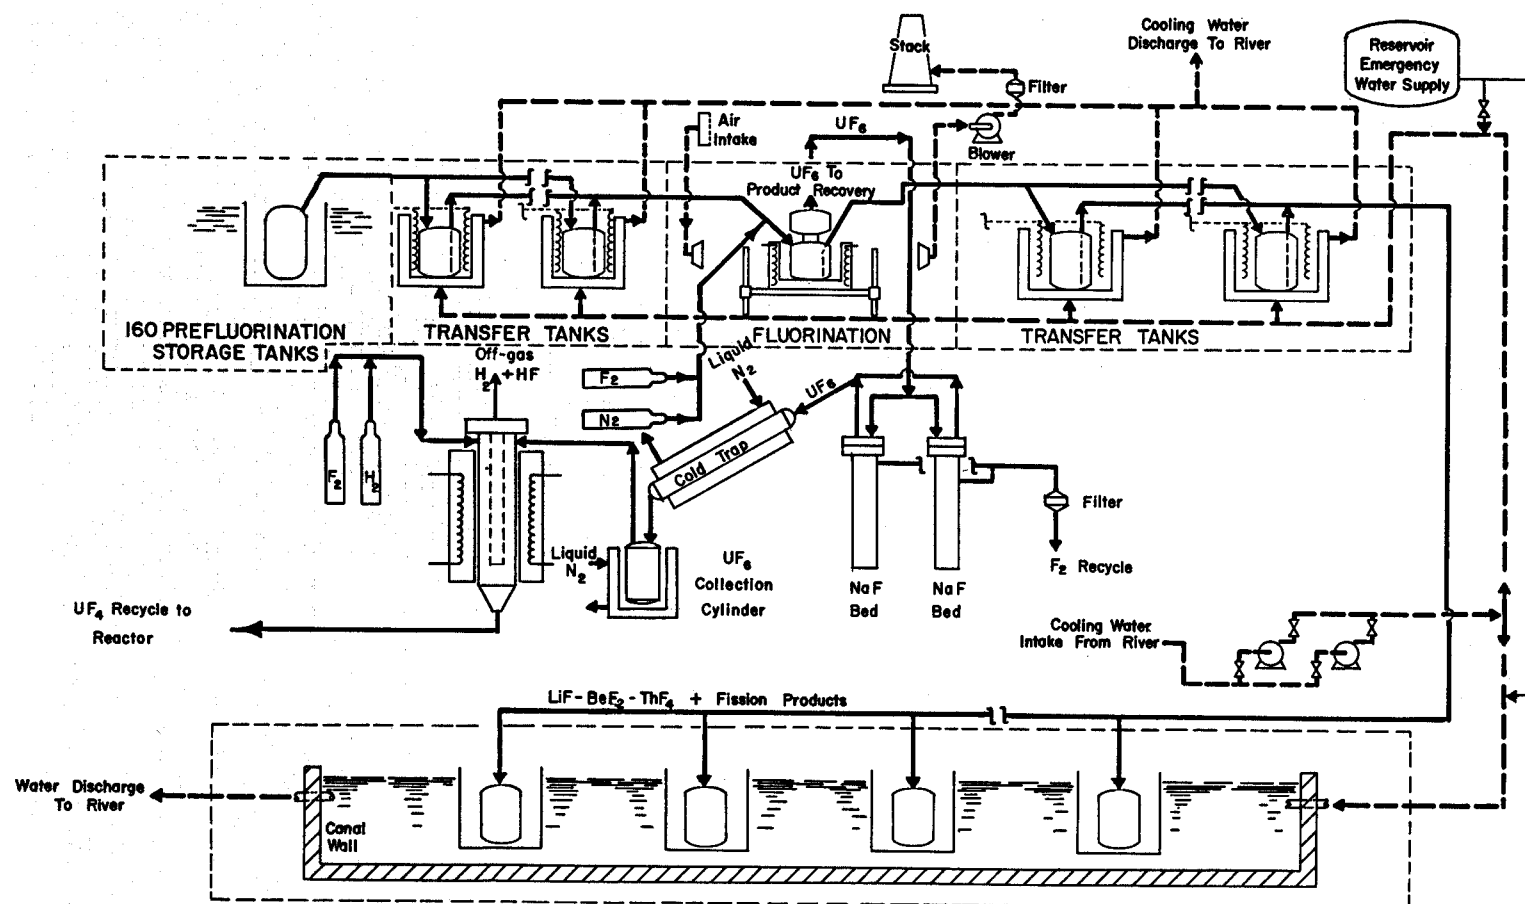 Cooling Water
Discharge To River
Stack
Reservoir
Emergency
Water Supply
Filter
Air
Intake
UF6
Blower
UF6 To
Product Recovery
160 PREFLUORINATION
STORAGE TANKS
TRANSFER TANKS
FLUORINATION
TRANSFER TANKS
Off-gas
H2 + HF
Liquid
N2
F2
N2
UF6
Cold Trap
F2
H2
Filter
Liquid
N2
UF6
Collection
Cylinder
NaF
Bed
NaF
Bed
F2 Recycle
UF4 Recycle to
Reactor
Cooling Water
Intake From River
LiF-BeF2-ThF4 + Fission Products
Water Discharge
To River
Canal
Wall